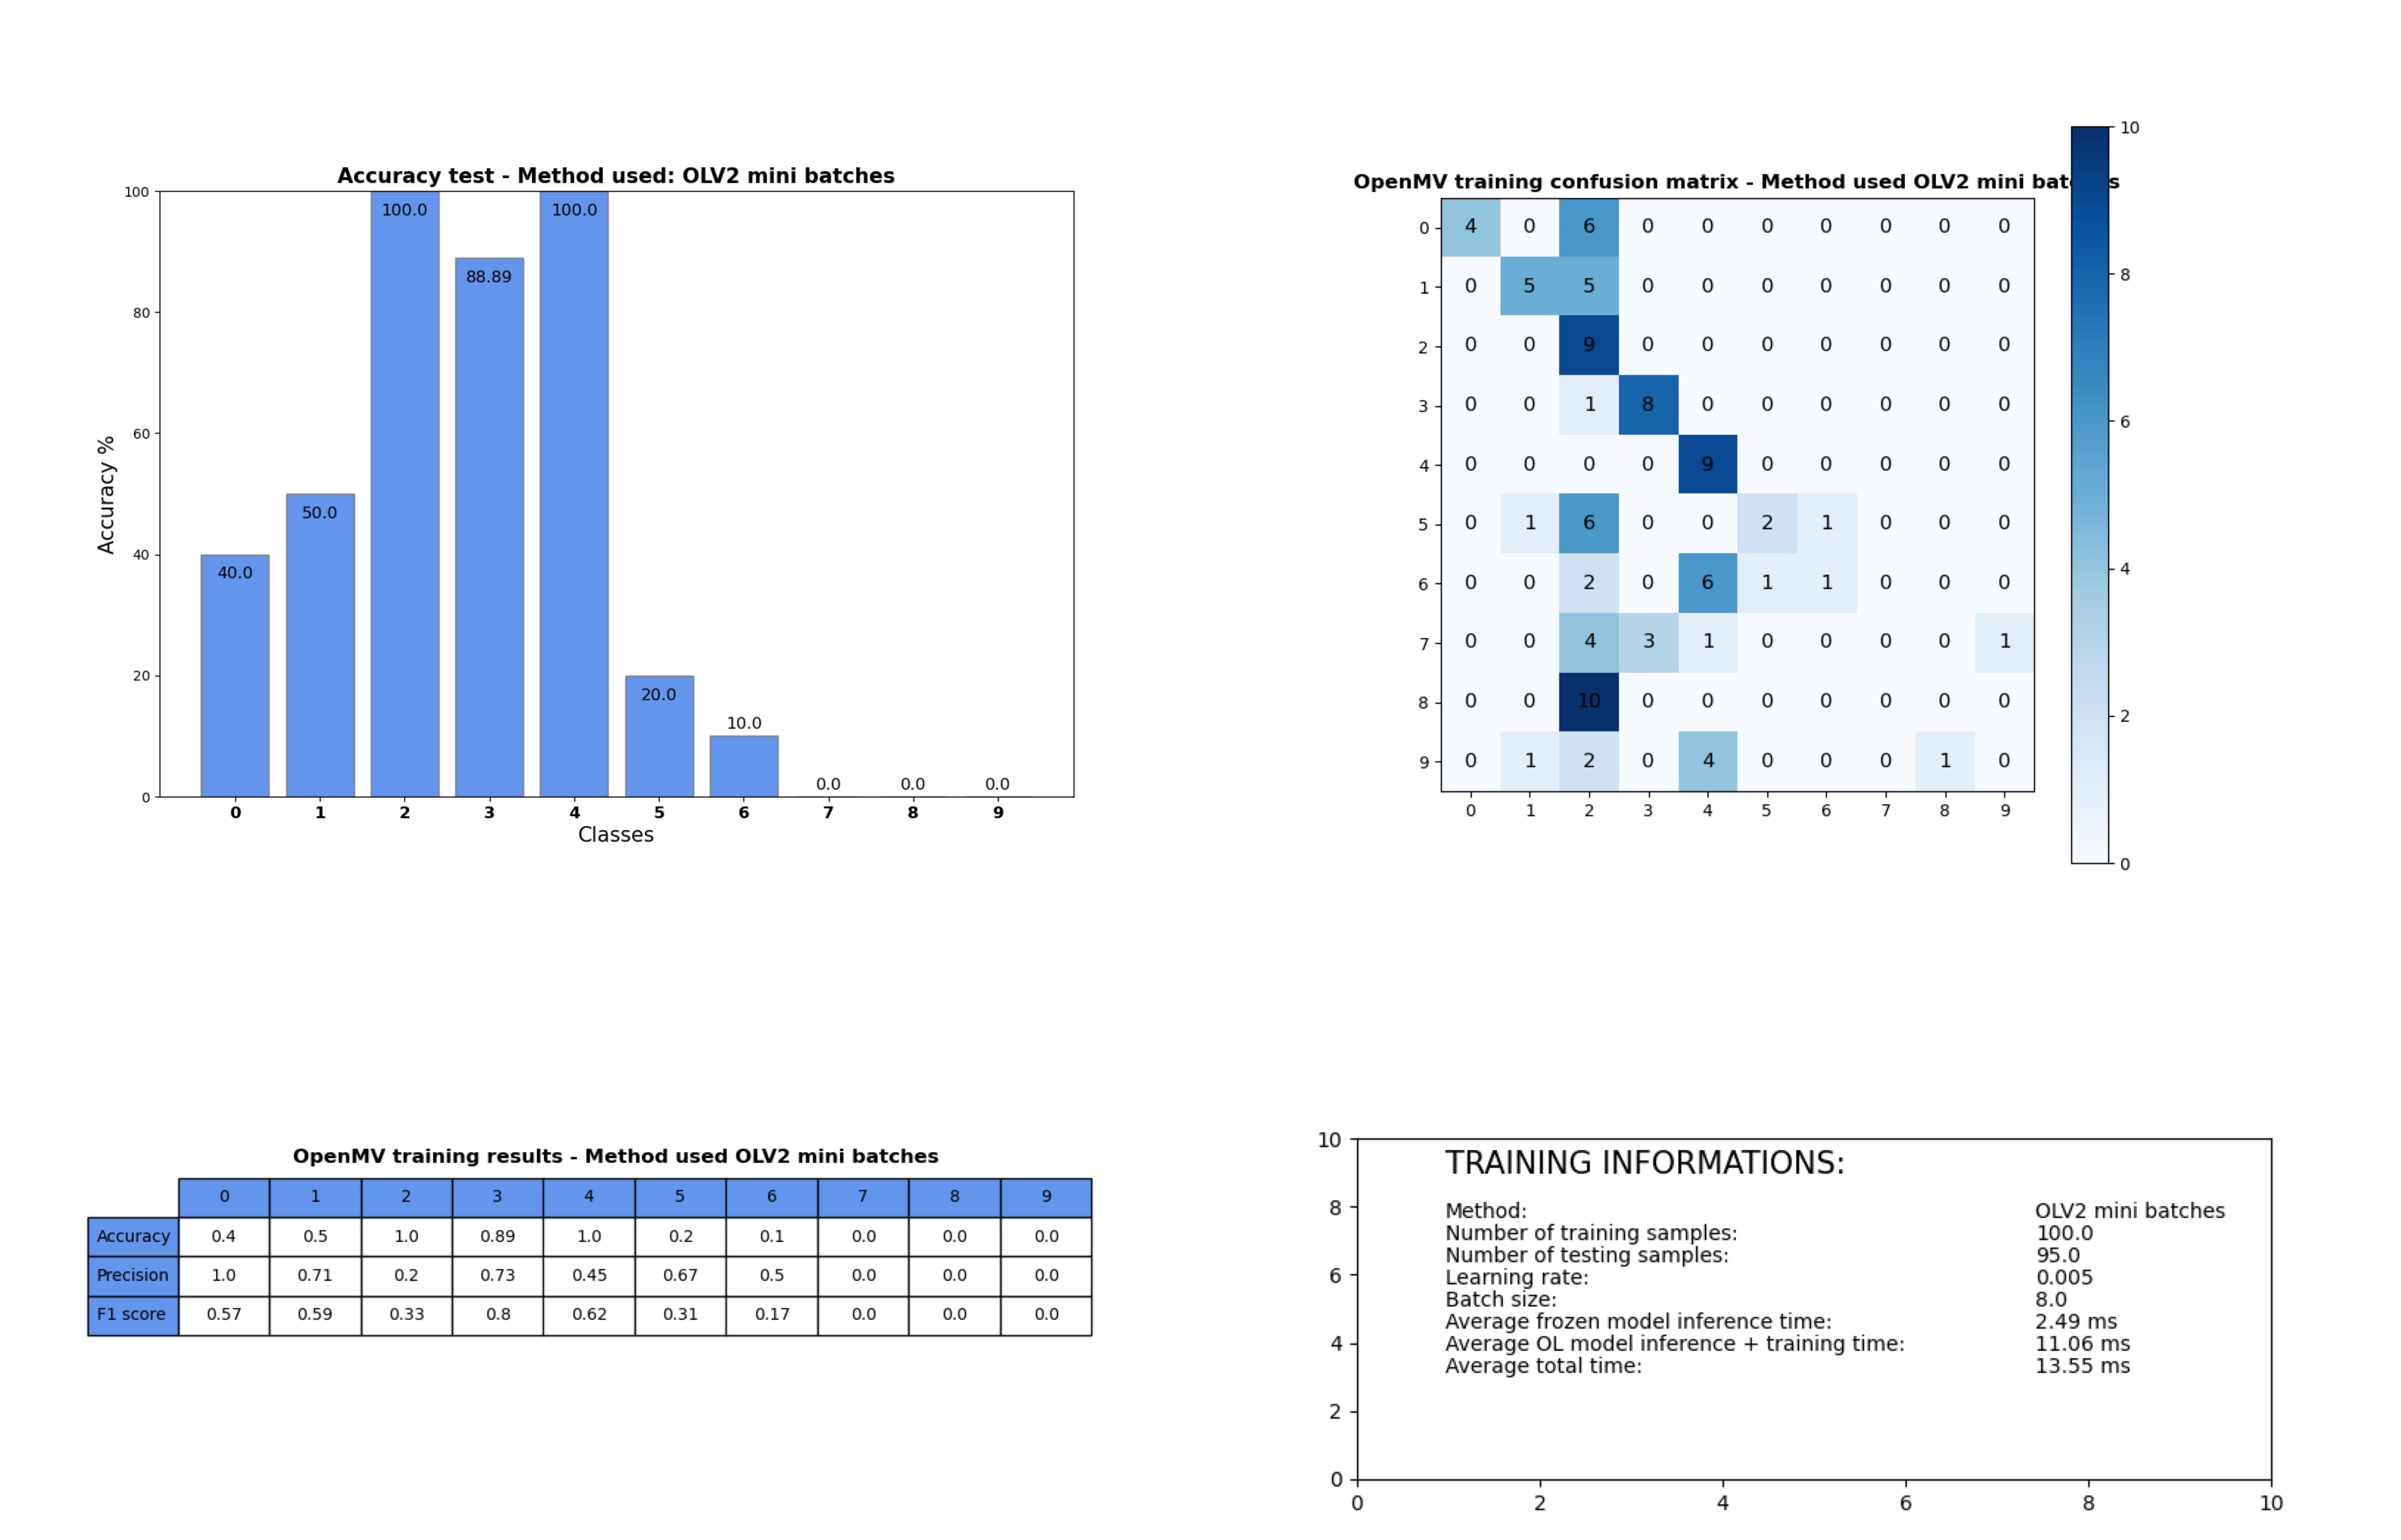 Accuracy test - Method used: OLV2 mini batches
100
80
60
40
20
0
Accuracy %
40.0
50.0
100.0
88.89
100.0
20.0
10.0
0.0
0.0
0.0
0 1 2 3 4 5 6 7 8 9
Classes
OpenMV training confusion matrix - Method used OLV2 mini bat s
0 4 0 6 0 0 0 0 0 0 0
1 0 5 5 0 0 0 0 0 0 0
2 0 0 9 0 0 0 0 0 0 0
3 0 0 1 8 0 0 0 0 0 0
4 0 0 0 0 9 0 0 0 0 0
5 0 1 6 0 0 2 1 0 0 0
6 0 0 2 0 6 1 1 0 0 0
7 0 0 4 3 1 0 0 0 0 1
8 0 0 10 0 0 0 0 0 0 0
9 0 1 2 0 4 0 0 0 1 0
0 1 2 3 4 5 6 7 8 9
10
8
6
4
2
0
OpenMV training results - Method used OLV2 mini batches
0 1 2 3 4 5 6 7 8 9
Accuracy 0.4 0.5 1.0 0.89 1.0 0.2 0.1 0.0 0.0 0.0
Precision 1.0 0.71 0.2 0.73 0.45 0.67 0.5 0.0 0.0 0.0
F1 score 0.57 0.59 0.33 0.8 0.62 0.31 0.17 0.0 0.0 0.0
10
8
6
4
2
0
TRAINING INFORMATIONS:
Method: OLV2 mini batches
Number of training samples: 100.0
Number of testing samples: 95.0
Learning rate: 0.005
Batch size: 8.0
Average frozen model inference time: 2.49 ms
Average OL model inference + training time: 11.06 ms
Average total time: 13.55 ms
0 2 4 6 8 10